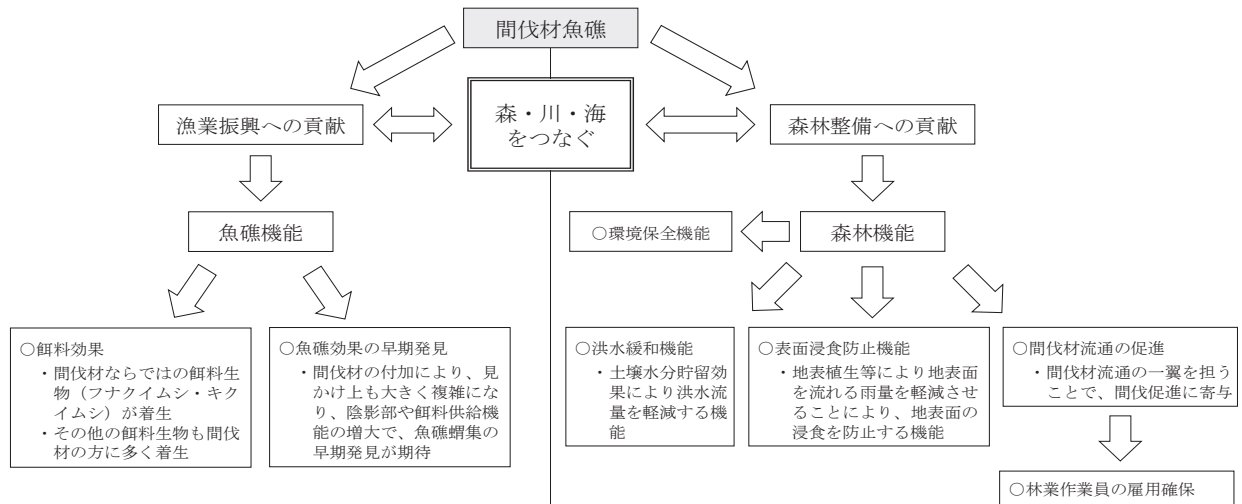 間伐材魚礁
森・川・海
をつなぐ
漁業振興への貢献
森林整備への貢献
魚礁機能
○環境保全機能
森林機能
○餌料効果
・間伐材ならではの餌料生
物（フナクイムシ・キク
イムシ）が着生
・その他の餌料生物も間伐
材の方に多く着生
○魚礁効果の早期発見
・間伐材の付加により、見
かけ上も大きく複雑にな
り、陰影部や餌料供給機
能の増大で、魚礁蝟集の
早期発見が期待
○洪水緩和機能
・土壌水分貯留効
果により洪水流
量を軽減する機
能
○表面浸食防止機能
・地表植生等により地表面
を流れる雨量を軽減させ
ることにより、地表面の
浸食を防止する機能
○間伐材流通の促進
・間伐材流通の一翼を担う
ことで、間伐促進に寄与
○林業作業員の雇用確保